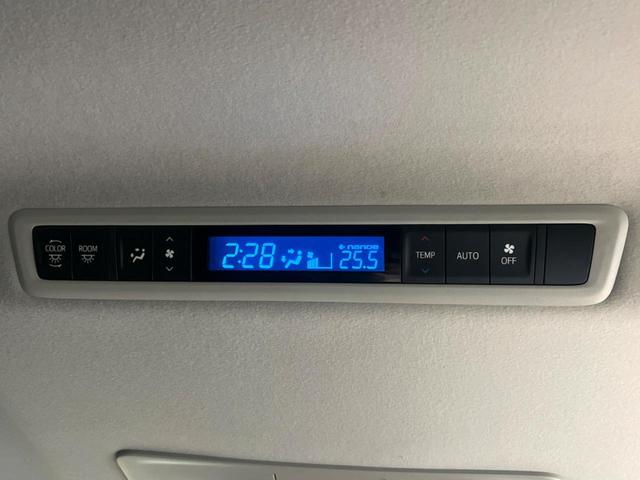 COLOR
ROOM
2:28
nanoe
25.5
TEMP
AUTO
OFF